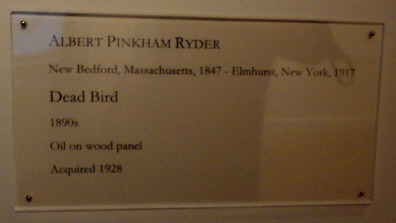 ALBERT PINKHAM RYDER
New Bedford, Massachusetts, 1847 - Elmhurst, New York, 1917
Dead Bird
1890s
Oil on wood panel
Acquired 1928